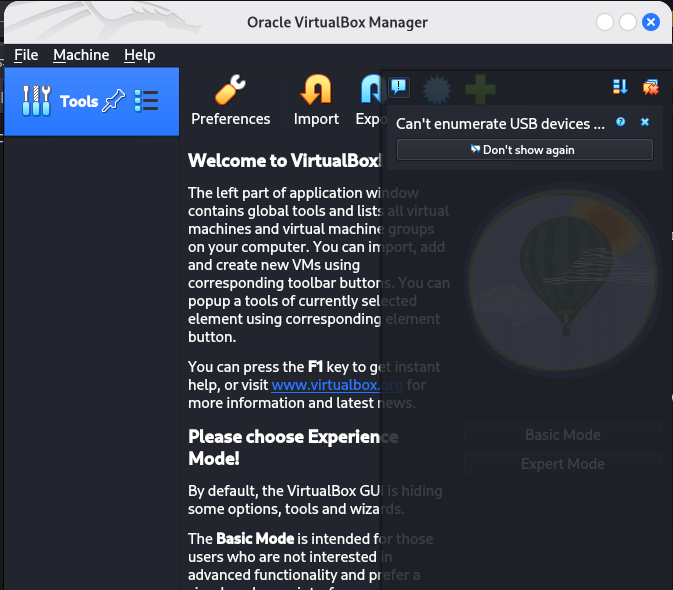 Oracle VirtualBox Manager
File Machine Help
Tools
Preferences
Import
Expo
Can't enumerate USB devices ...
Don't show again
Welcome to VirtualBox!
The left part of application window
contains global tools and lists all virtual
machines and virtual machine groups
on your computer. You can import, add
and create new VMs using
corresponding toolbar buttons. You can
popup a tools of currently selected
element using corresponding element
button.
You can press the F1 key to get instant
help, or visit www.virtualbox.org for
more information and latest news.
Please choose Experience
Mode!
By default, the VirtualBox GUI is hiding
some options, tools and wizards.
The Basic Mode is intended for those
users who are not interested in
advanced functionality and prefer a
Basic Mode
Expert Mode